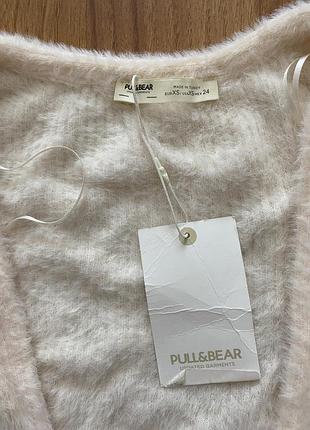 PULL&BEAR
MADE IN TURKEY
EUR XS USA XS MEX 24
PULL&BEAR
UPDATED GARMENTS